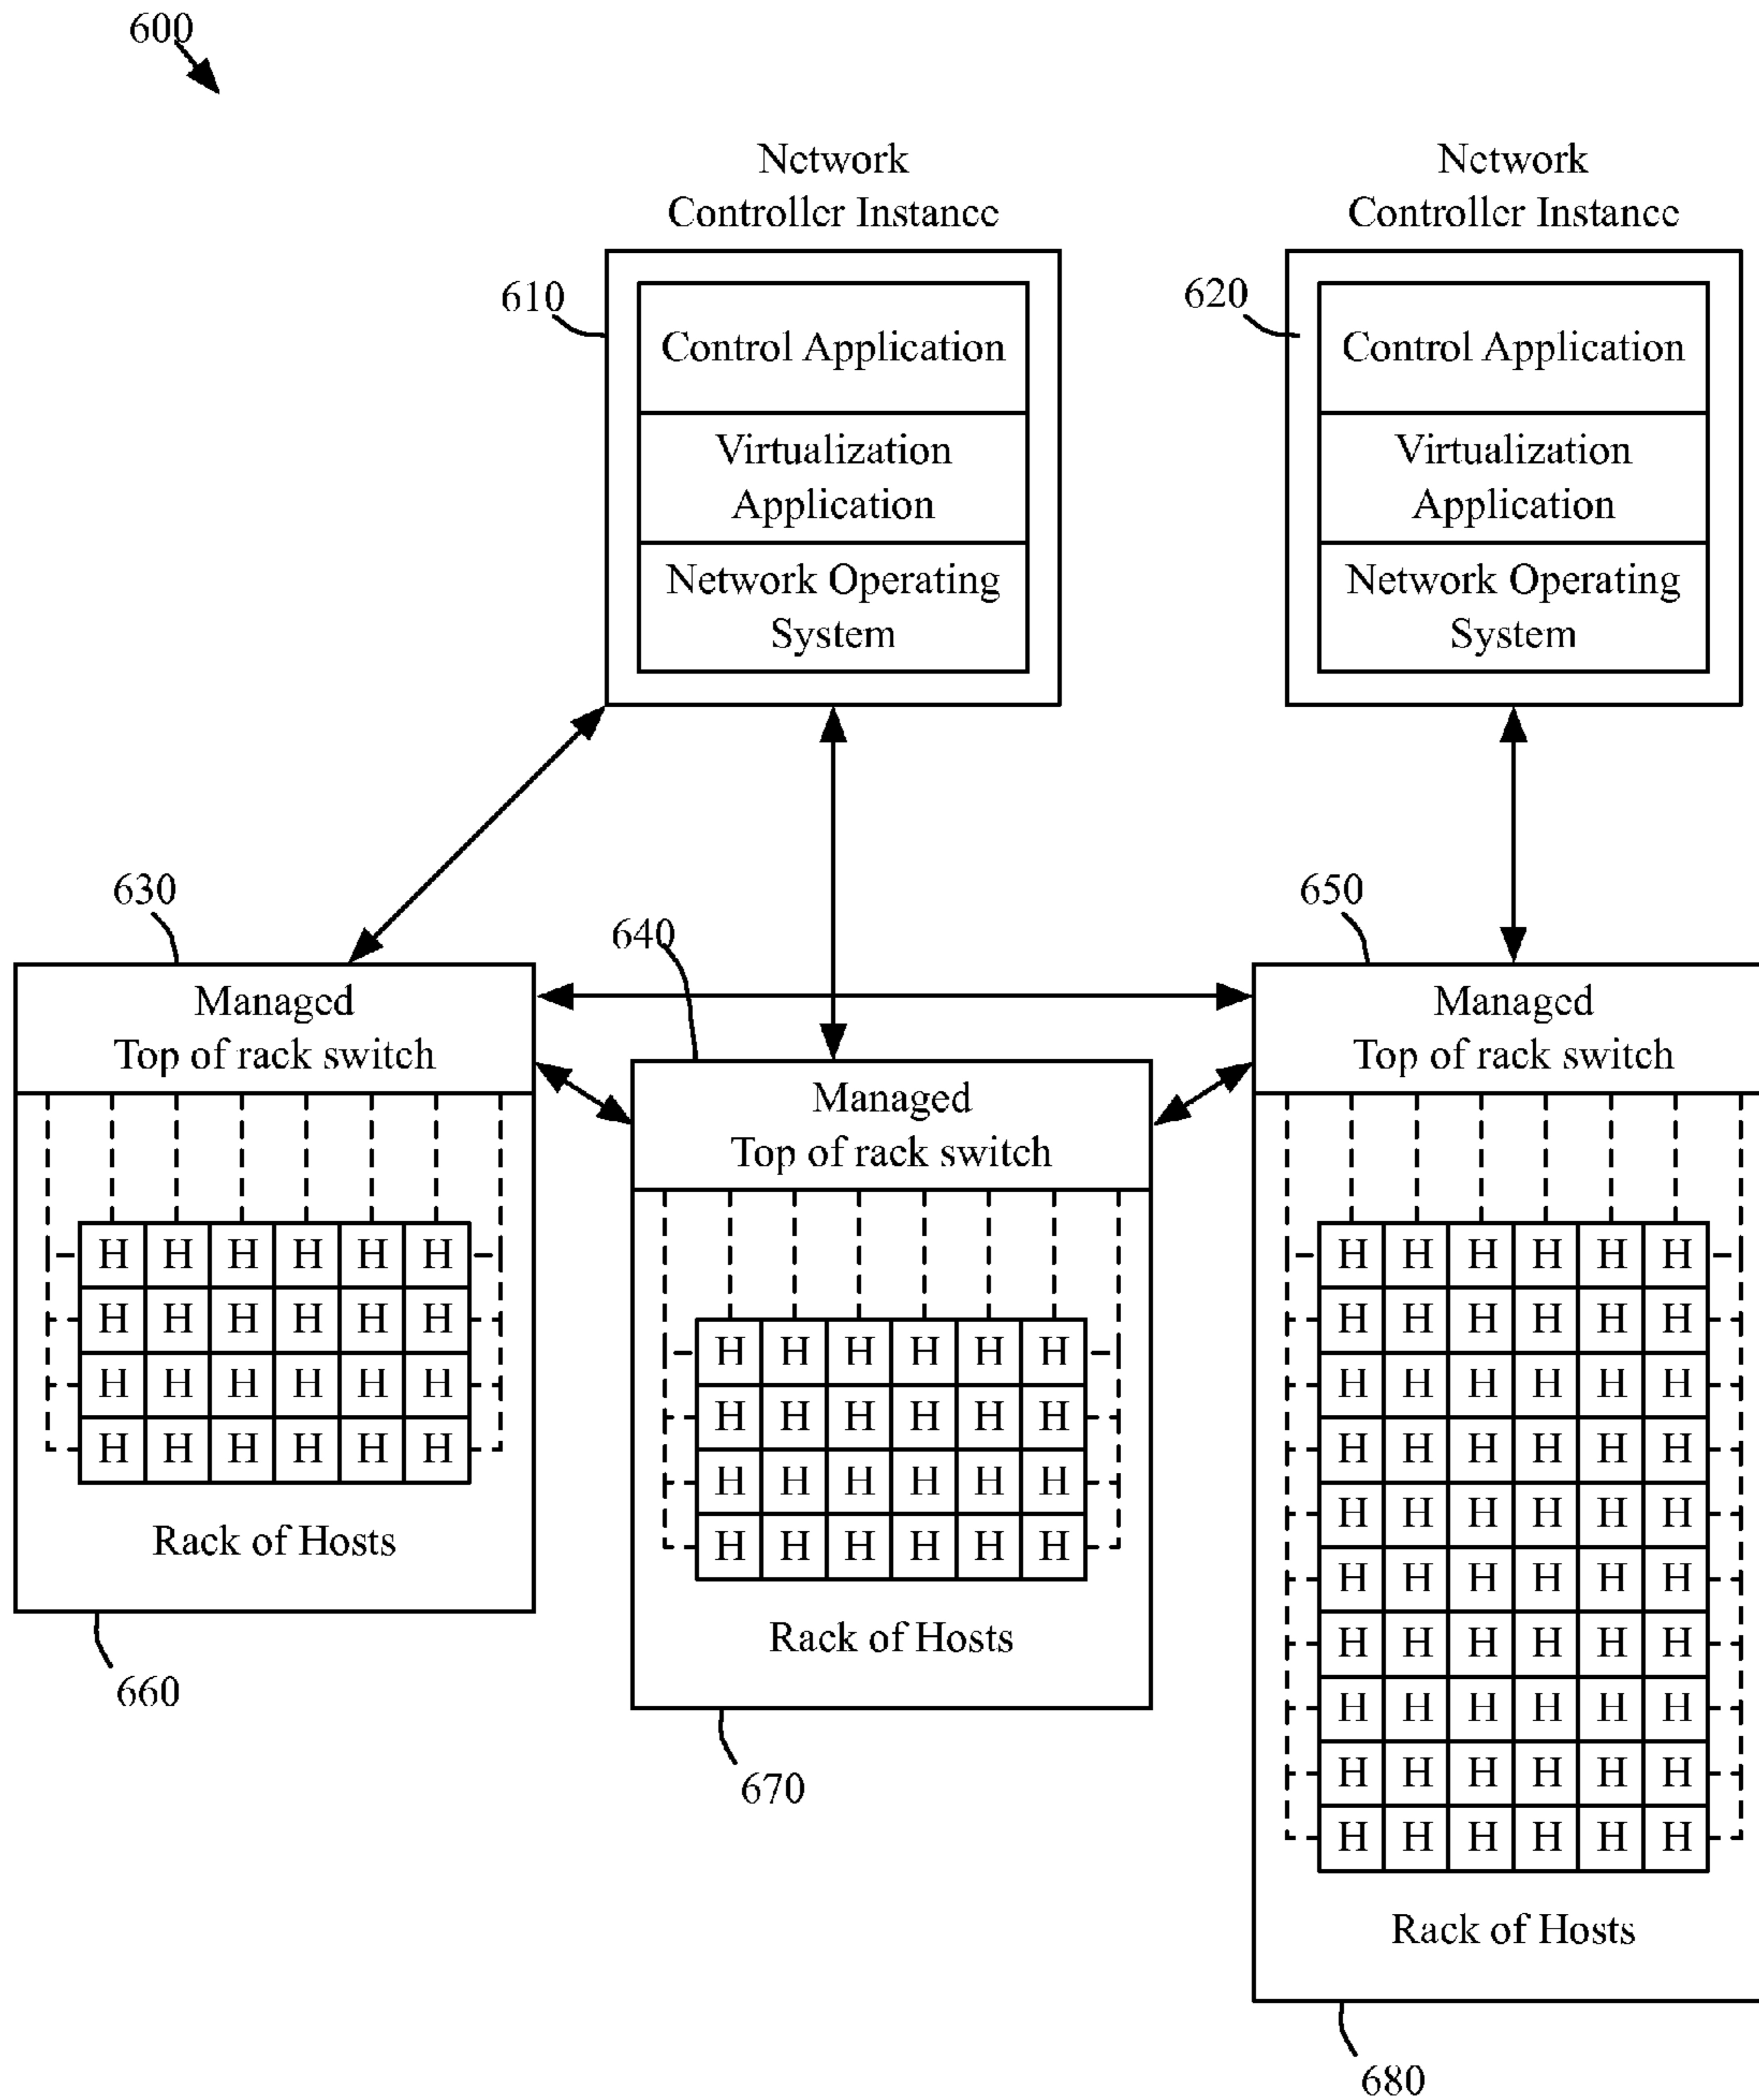 600
Network
Controller Instance
Network
Controller Instance
610
620
Control Application
Virtualization
Application
Network Operating
System
Control Application
Virtualization
Application
Network Operating
System
630
640
650
Managed
Top of rack switch
Managed
Top of rack switch
Managed
Top of rack switch
H H H H H H
H H H H H H
H H H H H H
H H H H H H
Rack of Hosts
660
H H H H H H
H H H H H H
H H H H H H
H H H H H H
Rack of Hosts
670
H H H H H H
H H H H H H
H H H H H H
H H H H H H
H H H H H H
H H H H H H
H H H H H H
H H H H H H
H H H H H H
H H H H H H
Rack of Hosts
680